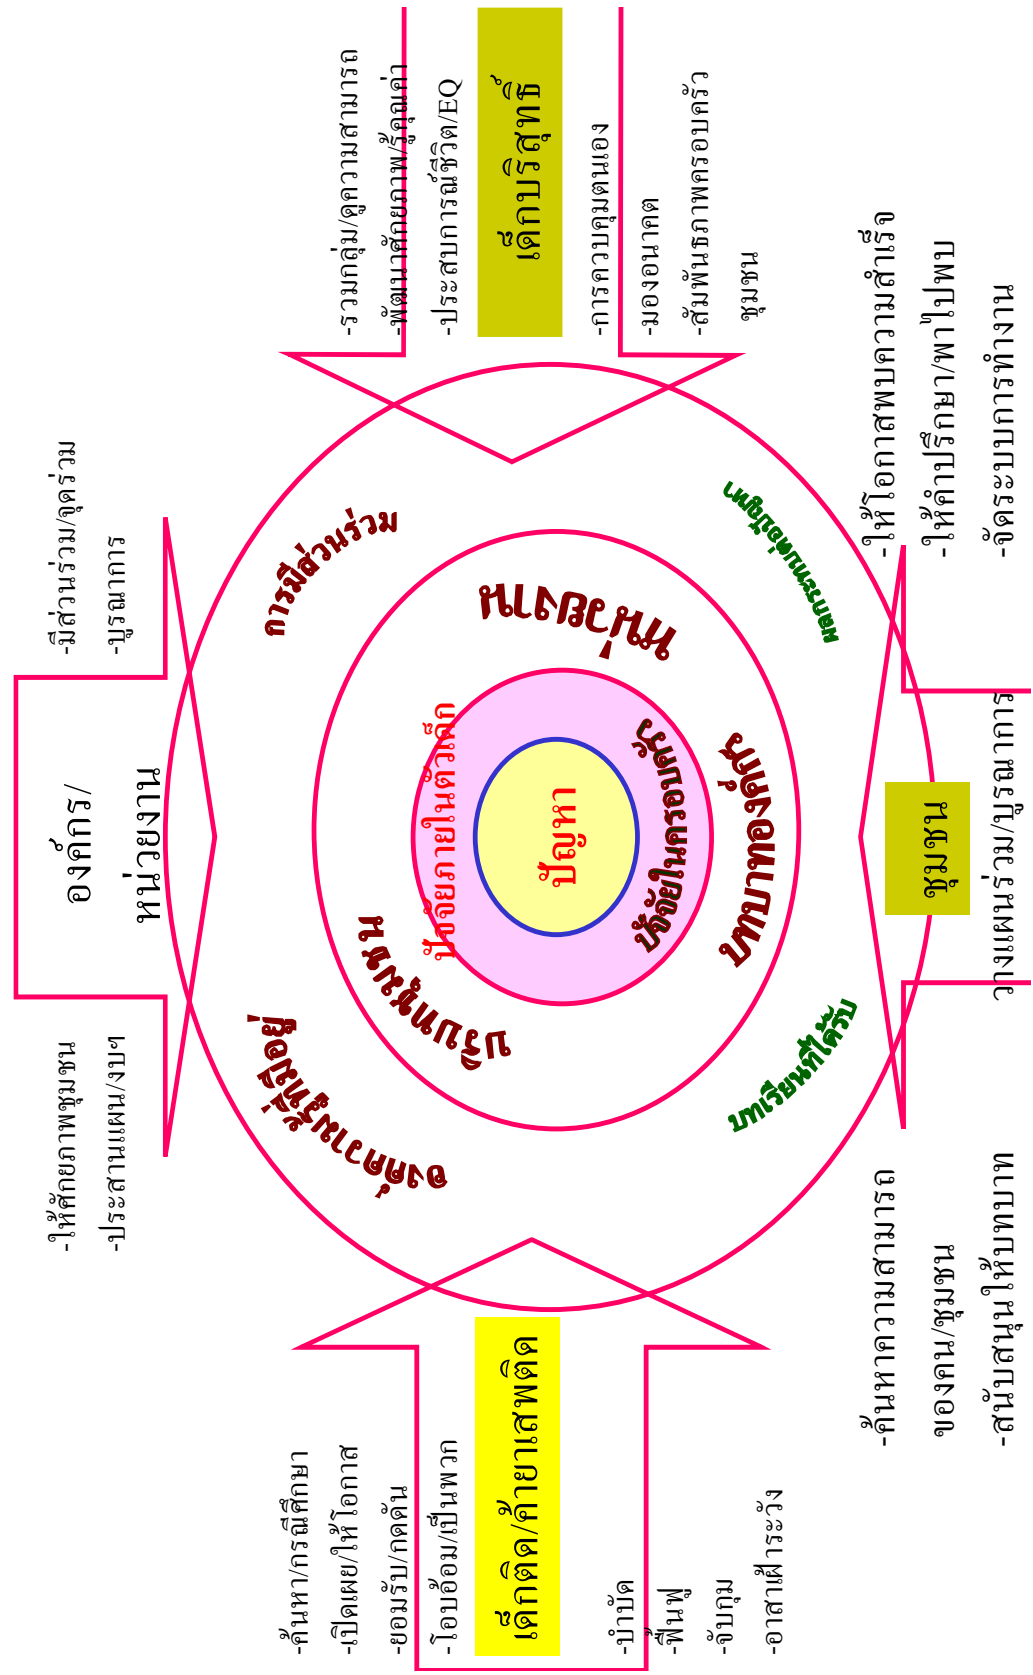 -ให้ศักยภาพชุมชน
-ประสานแผน/งบฯ
องค์กร/
หน่วยงาน
-มีส่วนร่วม/จุดร่วม
-บูรณาการ
-ค้นหา/กรณีศึกษา
-เปิดเผย/ให้โอกาส
-ยอมรับ/กดดัน
-โอบอ้อม/เป็นพวก
เด็กติด/ค้ายาเสพติด
-บำบัด
-ฟื้นฟู
-จับกุม
-อาสาเฝ้าระวัง
องค์ความรู้ที่มีอยู่
การมีส่วนร่วม
บริบทชุมชน
หน่วยงาน
ปัจจัยภายในตัวเด็ก
ปัญหา
ปัจจัยในครอบครัว
บทบาทองค์กร
บทเรียนที่ได้รับ
ผลกระทบต่อปัญหา
-รวมกลุ่ม/ดูความสามารถ
-พัฒนาศักยภาพ/รู้คุณค่า
-ประสบการณ์ชีวิต/EQ
เด็กบริสุทธิ์
-การควบคุมตนเอง
-มองอนาคต
-สัมพันธภาพครอบครัว
ชุมชน
-ค้นหาความสามารถ
ของคน/ชุมชน
-สนับสนุนให้บทบาท
ชุมชน
วางแผนร่วม/บูรณาการ
-ให้โอกาสพบความสำเร็จ
-ให้คำปรึกษา/พาไปพบ
-จัดระบบการทำงาน